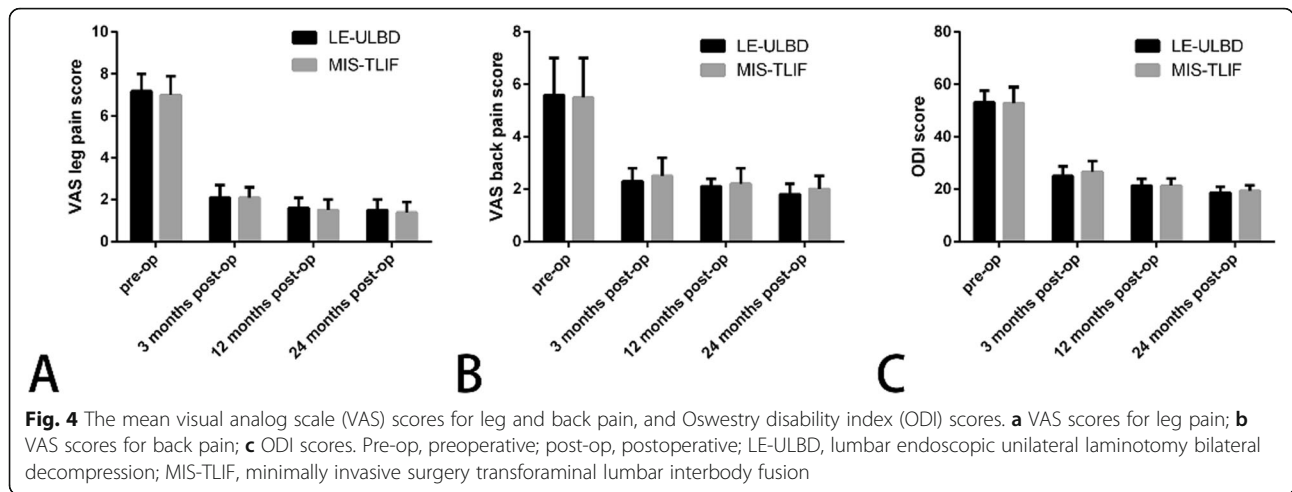 10
8
6
4
2
0
VAS leg pain score
LE-ULBD
MIS-TLIF
pre-op
3 months post-op
12 months post-op
24 months post-op
A
8
6
4
2
0
VAS back pain score
LE-ULBD
MIS-TLIF
pre-op
3 months post-op
12 months post-op
24 months post-op
B
80
60
40
20
0
ODI score
LE-ULBD
MIS-TLIF
pre-op
3 months post-op
12 months post-op
24 months post-op
C
Fig. 4 The mean visual analog scale (VAS) scores for leg and back pain, and Oswestry disability index (ODI) scores. a VAS scores for leg pain; b
VAS scores for back pain; c ODI scores. Pre-op, preoperative; post-op, postoperative; LE-ULBD, lumbar endoscopic unilateral laminotomy bilateral
decompression; MIS-TLIF, minimally invasive surgery transforaminal lumbar interbody fusion